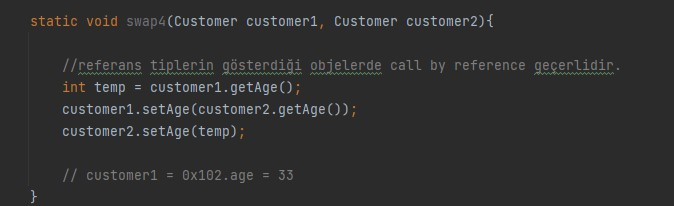 static void swap4(Customer customer1, Customer customer2){
//referans tiplerin gösterdiği objelerde call by reference geçerlidir.
int temp = customer1.getAge();
customer1.setAge(customer2.getAge());
customer2.setAge(temp);
// customer1 = 0x102.age = 33
}